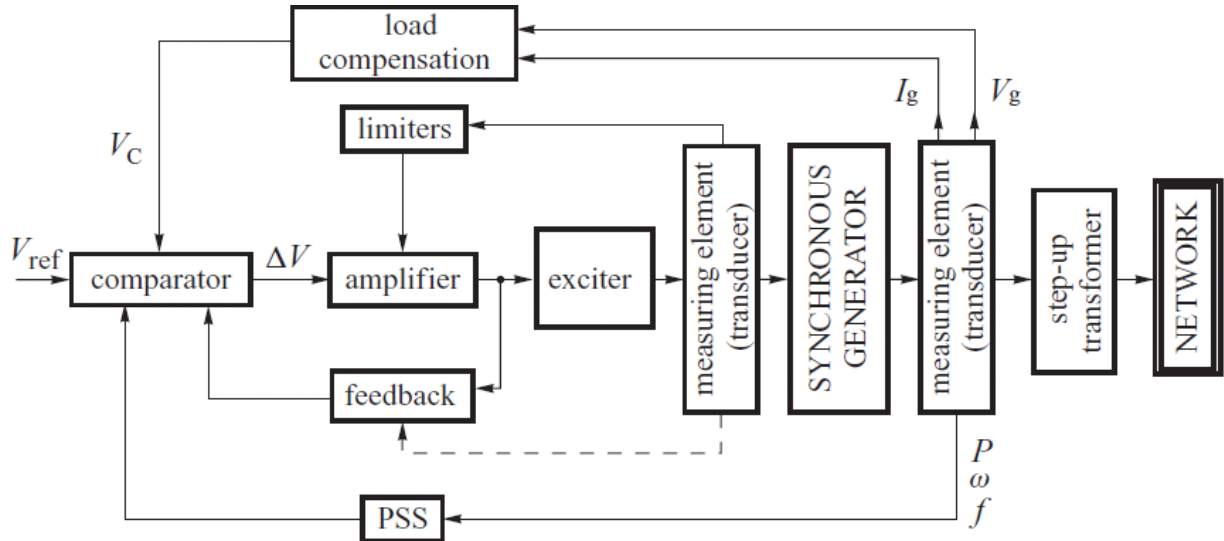 load
compensation
I_g
V_g
limiters
V_C
measuring element
(transducer)
SYNCHRONOUS
GENERATOR
measuring element
(transducer)
step-up
transformer
NETWORK
V_ref
comparator
ΔV
amplifier
exciter
feedback
P
ω
f
PSS